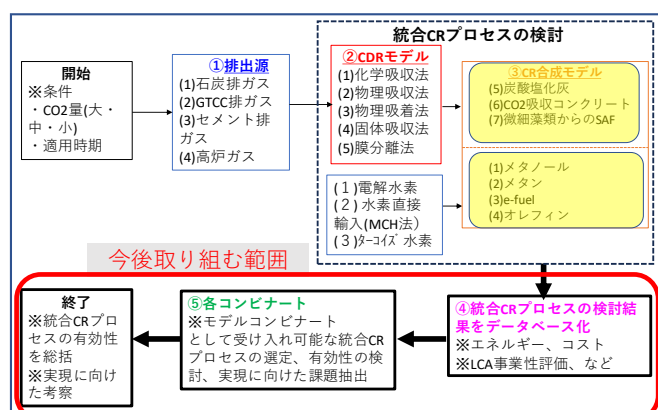 統合CRプロセスの検討
開始
※条件
・CO2量(大・
中・小)
・適用時期
①排出源
(1)石炭排ガス
(2)GTCC排ガス
(3)セメント排
ガス
(4)高炉ガス
②CDRモデル
(1)化学吸収法
(2)物理吸収法
(3)物理吸着法
(4)固体吸収法
(5)膜分離法
③CR合成モデル
(5)炭酸塩化灰
(6)CO2吸収コンクリート
(7)微細藻類からのSAF
(１)電解水素
(２）水素直接
輸入(MCH法）
(３)ﾀｰｺｲｽﾞ水素
(1)メタノール
(2)メタン
(3)e-fuel
(4)オレフィン
今後取り組む範囲
終了
※統合CRプロ
セスの有効性
を総括
※実現に向け
た考察
⑤各コンビナート
※モデルコンビナート
として受け入れ可能な統合CR
プロセスの選定、有効性の検
討、実現に向けた課題抽出
④統合CRプロセスの検討結
果をデータベース化
※エネルギー、コスト
※LCA事業性評価、など